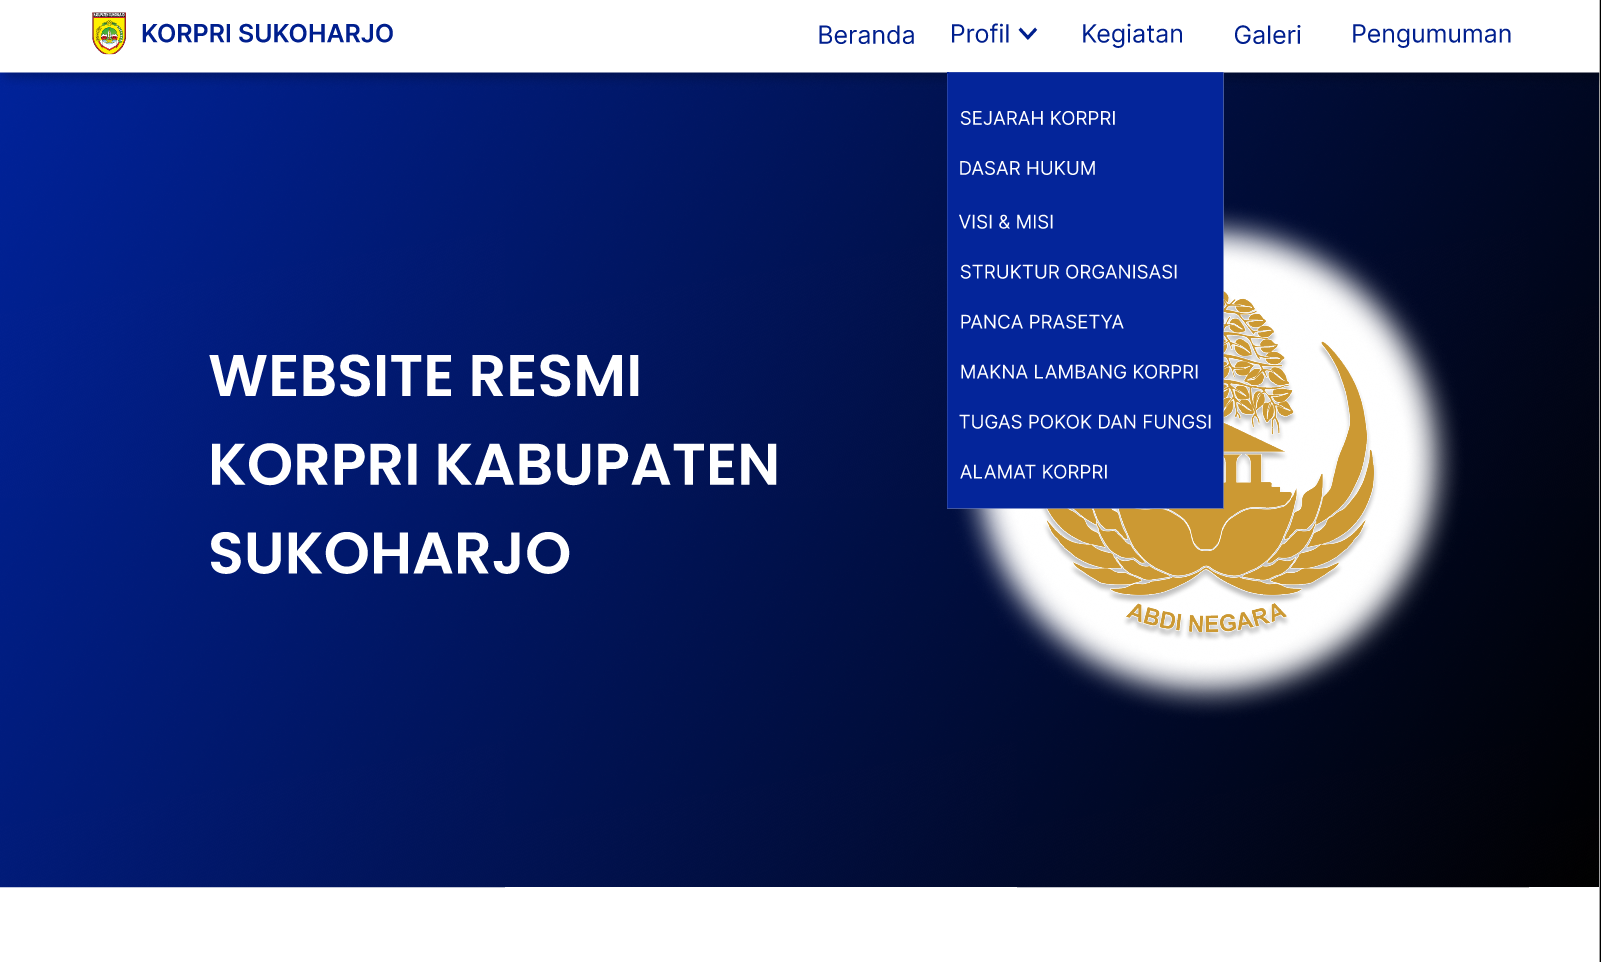 KORPRI SUKOHARJO
Beranda
Profil
Kegiatan
Galeri
Pengumuman
SEJARAH KORPRI
DASAR HUKUM
VISI & MISI
STRUKTUR ORGANISASI
PANCA PRASETYA
MAKNA LAMBANG KORPRI
TUGAS POKOK DAN FUNGSI
ALAMAT KORPRI
WEBSITE RESMI
KORPRI KABUPATEN
SUKOHARJO
ABDI NEGARA